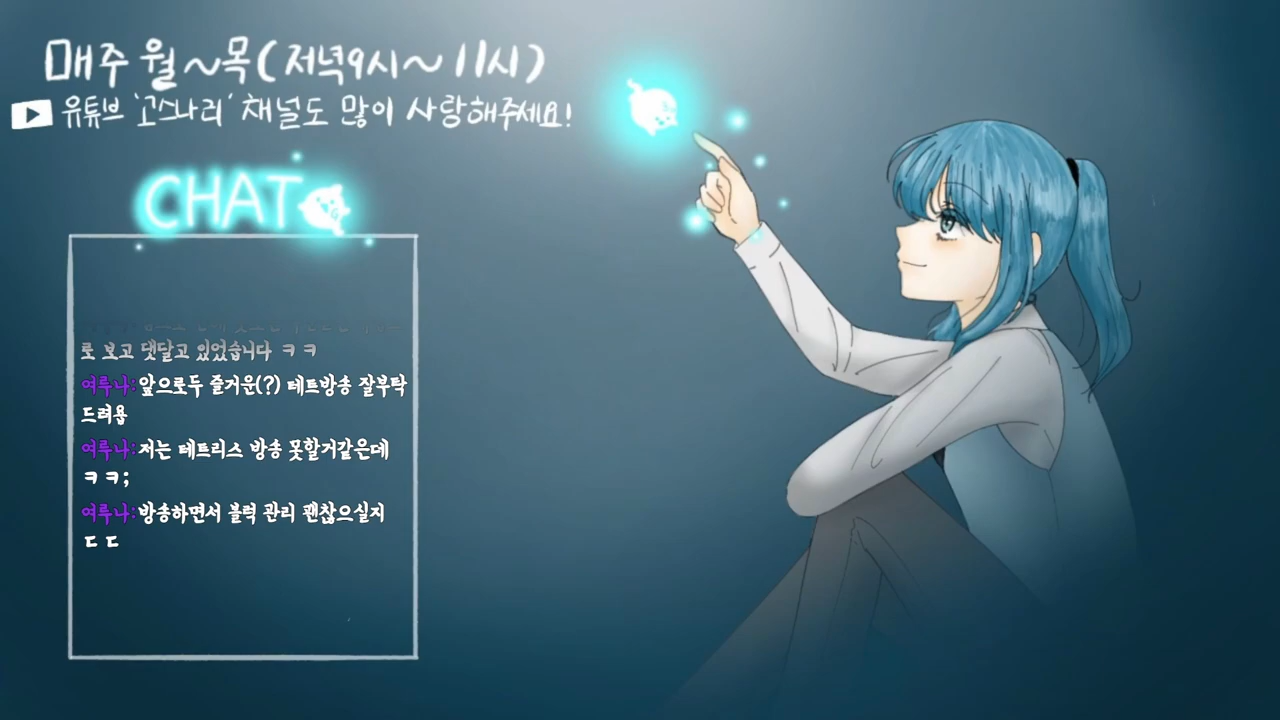 매주 월~목(저녁9시~11시)
유튜브 '고스나리' 채널도 많이 사랑해주세요!
CHAT
로 보고 댓달고 있었습니다 ㅋㅋ
여루나: 앞으로두 즐거운(?) 테트방송 잘부탁
드려욥
여루나: 저는 테트리스 방송 못할거같은데
ㅋㅋ;
여루나: 방송하면서 블럭 관리 괜찮으실지
ㄷㄷ